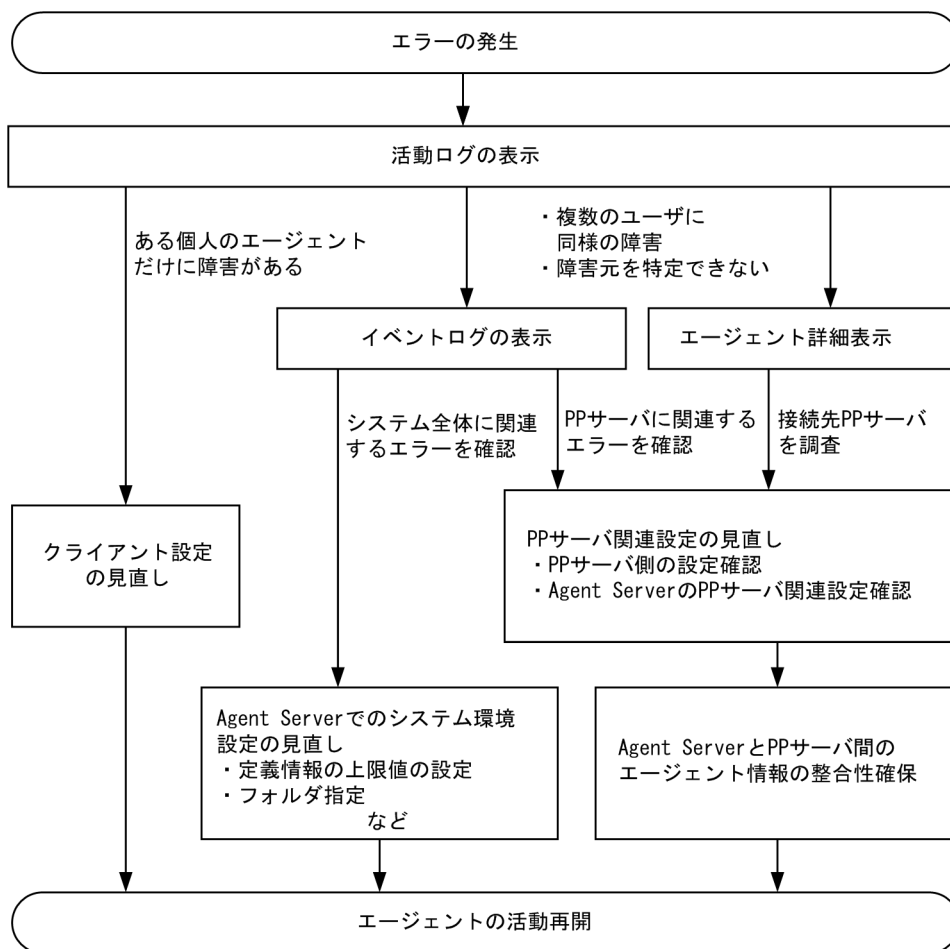 エラーの発生
活動ログの表示
ある個人のエージェント
だけに障害がある
・複数のユーザに
同様の障害
・障害元を特定できない
イベントログの表示
エージェント詳細表示
システム全体に関連
するエラーを確認
PPサーバに関連する
エラーを確認
接続先PPサーバ
を調査
クライアント設定
の見直し
PPサーバ関連設定の見直し
・PPサーバ側の設定確認
・Agent ServerのPPサーバ関連設定確認
Agent Serverでのシステム環境
設定の見直し
・定義情報の上限値の設定
・フォルダ指定
など
Agent ServerとPPサーバ間の
エージェント情報の整合性確保
エージェントの活動再開